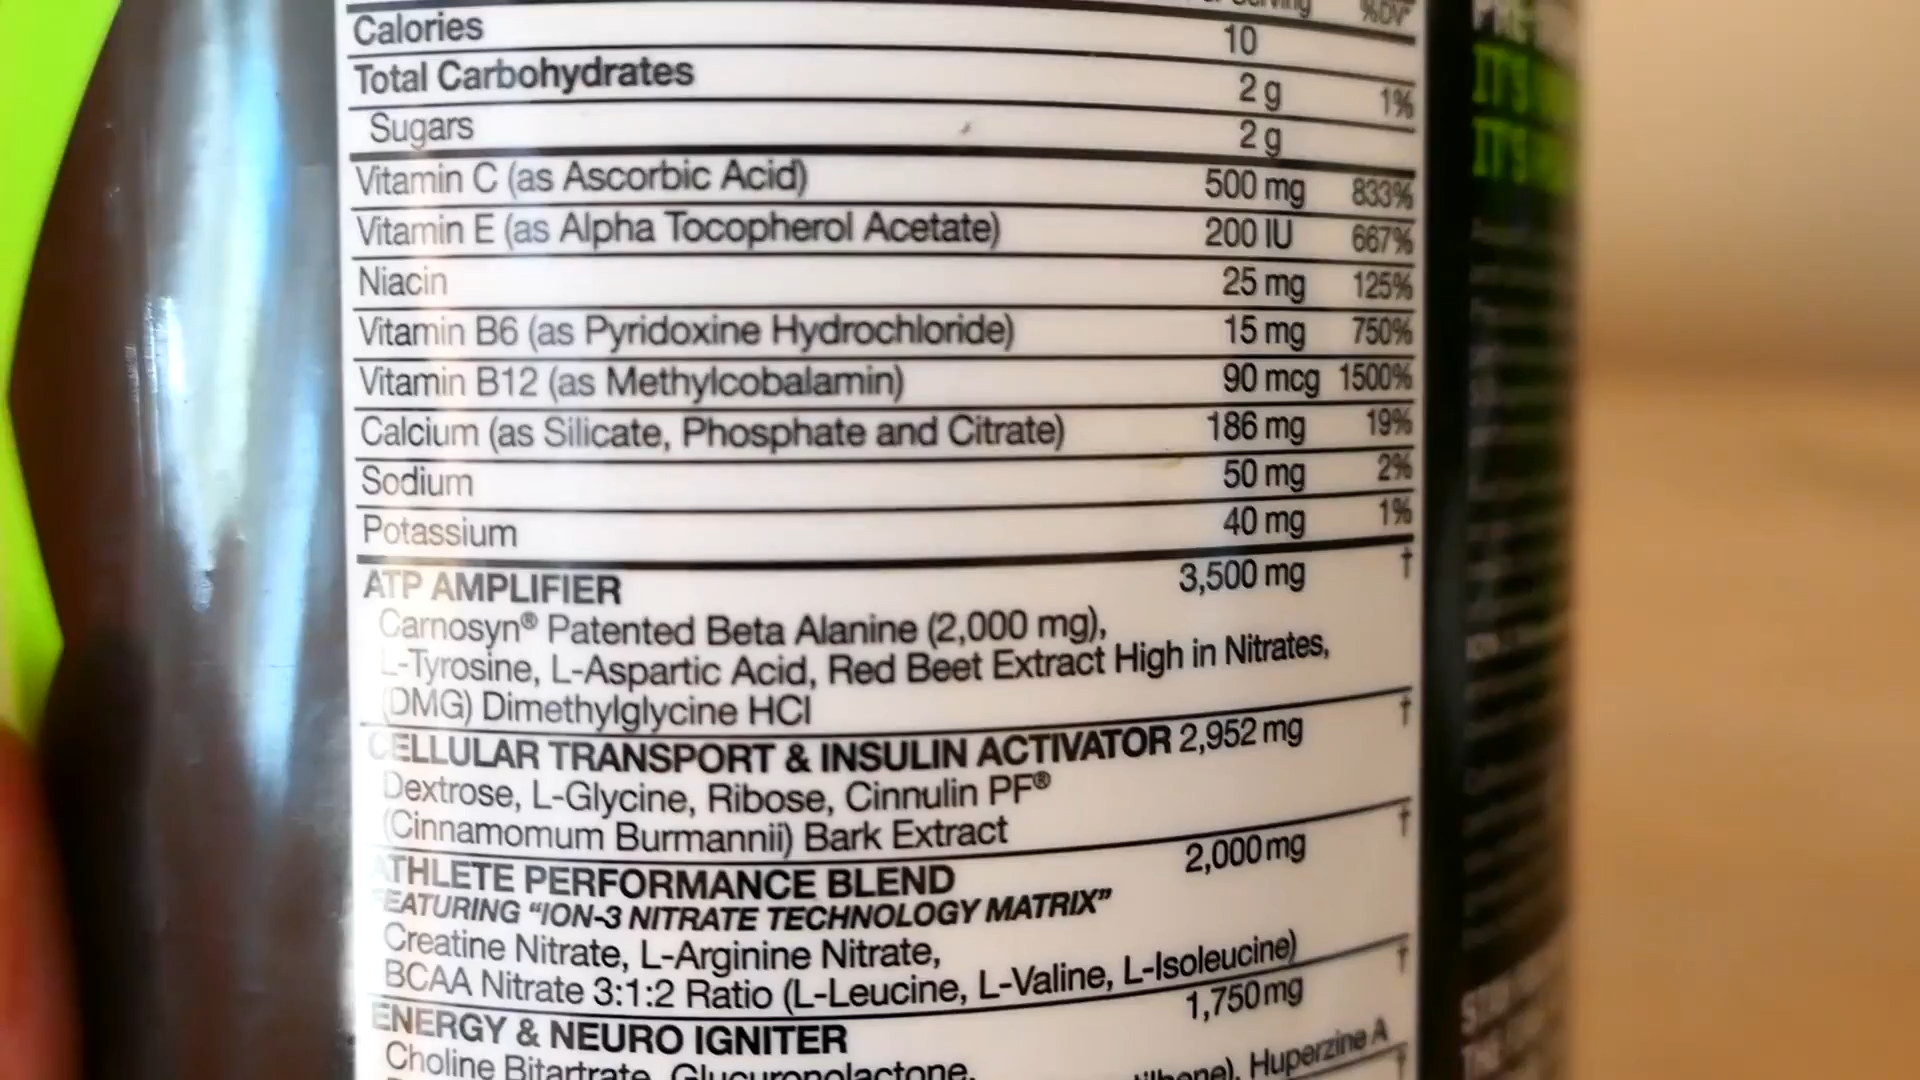 Serving %DV*
Calories 10
Total Carbohydrates 2 g 1%
Sugars 2 g
Vitamin C (as Ascorbic Acid) 500 mg 833%
Vitamin E (as Alpha Tocopherol Acetate) 200 IU 667%
Niacin 25 mg 125%
Vitamin B6 (as Pyridoxine Hydrochloride) 15 mg 750%
Vitamin B12 (as Methylcobalamin) 90 mcg 1500%
Calcium (as Silicate, Phosphate and Citrate) 186 mg 19%
Sodium 50 mg 2%
Potassium 40 mg 1%
ATP AMPLIFIER 3,500 mg †
Carnosyn® Patented Beta Alanine (2,000 mg),
L-Tyrosine, L-Aspartic Acid, Red Beet Extract High in Nitrates,
(DMG) Dimethylglycine HCl
CELLULAR TRANSPORT & INSULIN ACTIVATOR 2,952 mg †
Dextrose, L-Glycine, Ribose, Cinnulin PF®
(Cinnamomum Burmannii) Bark Extract
ATHLETE PERFORMANCE BLEND 2,000 mg †
FEATURING "ION-3 NITRATE TECHNOLOGY MATRIX"
Creatine Nitrate, L-Arginine Nitrate,
BCAA Nitrate 3:1:2 Ratio (L-Leucine, L-Valine, L-Isoleucine)
ENERGY & NEURO IGNITER 1,750 mg †
Choline Bitartrate, Glucuronolactone, Huperzine A
IT'S
IT'S